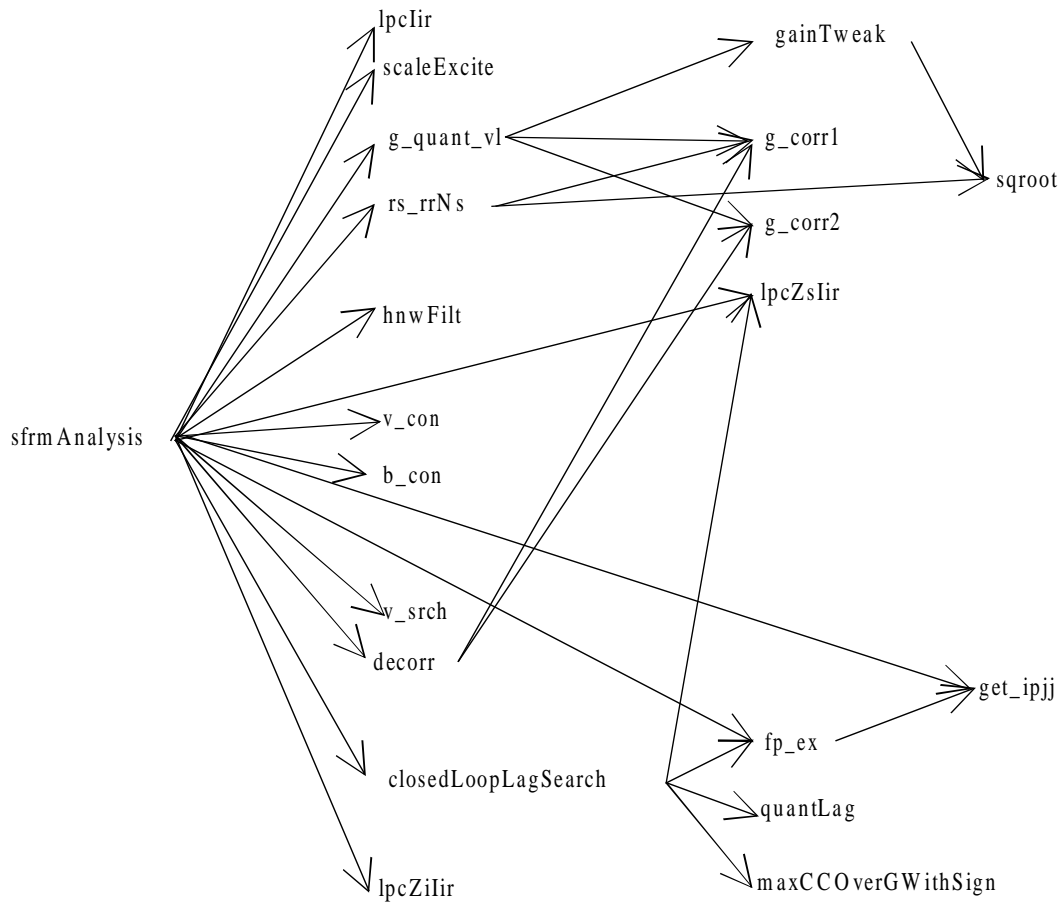 lpcIir
scaleExcite
g_quant_vl
rs_rrNs
hnwFilt
sfrmAnalysis
v_con
b_con
v_srch
decorr
closedLoopLagSearch
lpcZiIir
gainTweak
g_corr1
g_corr2
lpcZsIir
fp_ex
quantLag
maxCCOverGWithSign
sqroot
get_ipjj